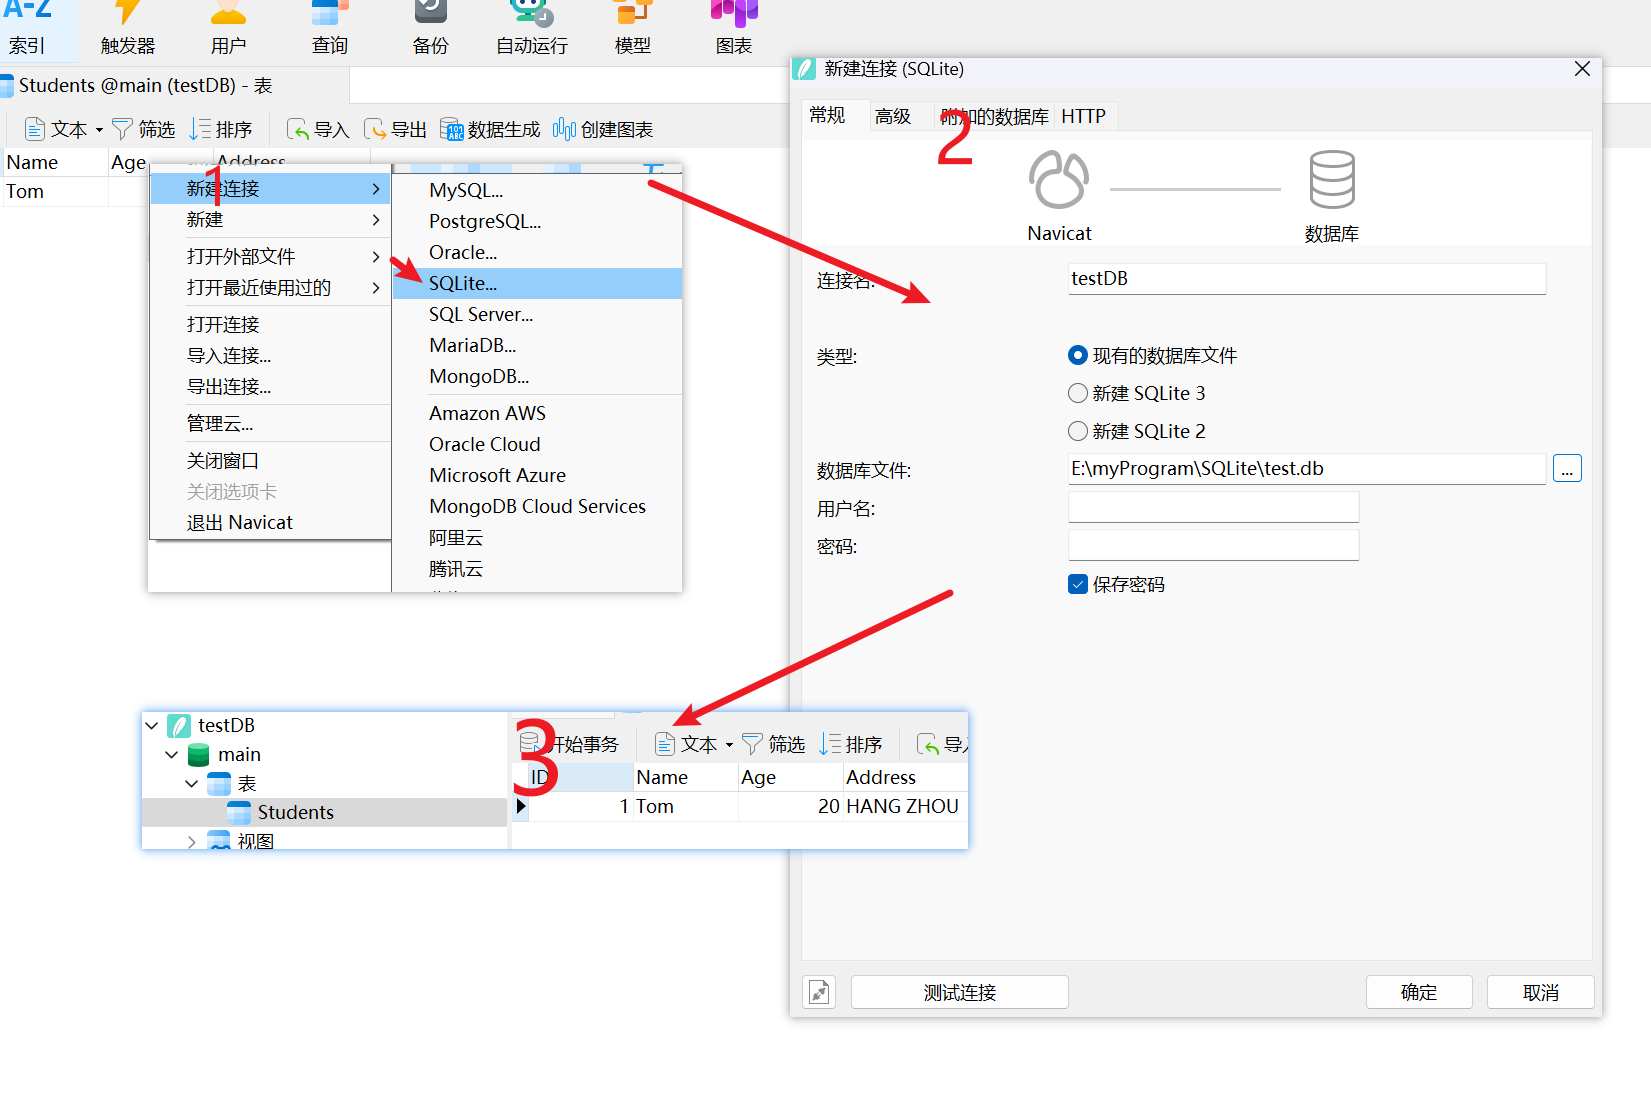 A-Z
索引
触发器
用户
查询
备份
自动运行
模型
图表
Students @main (testDB) - 表
文本
筛选
排序
导入
导出
数据生成
创建图表
Name
Age
Address
Tom
1
新建连接
新建
打开外部文件
打开最近使用过的
打开连接
导入连接...
导出连接...
管理云...
关闭窗口
关闭选项卡
退出 Navicat
MySQL...
PostgreSQL...
Oracle...
SQLite...
SQL Server...
MariaDB...
MongoDB...
Amazon AWS
Oracle Cloud
Microsoft Azure
MongoDB Cloud Services
阿里云
腾讯云
新建连接 (SQLite)
常规
高级
附加的数据库
HTTP
2
Navicat
数据库
连接名:
testDB
类型:
现有的数据库文件
新建 SQLite 3
新建 SQLite 2
数据库文件:
E:\myProgram\SQLite\test.db
...
用户名:
密码:
保存密码
测试连接
确定
取消
testDB
main
表
Students
视图
3
开始事务
文本
筛选
排序
导入
ID
Name
Age
Address
1
Tom
20
HANG ZHOU